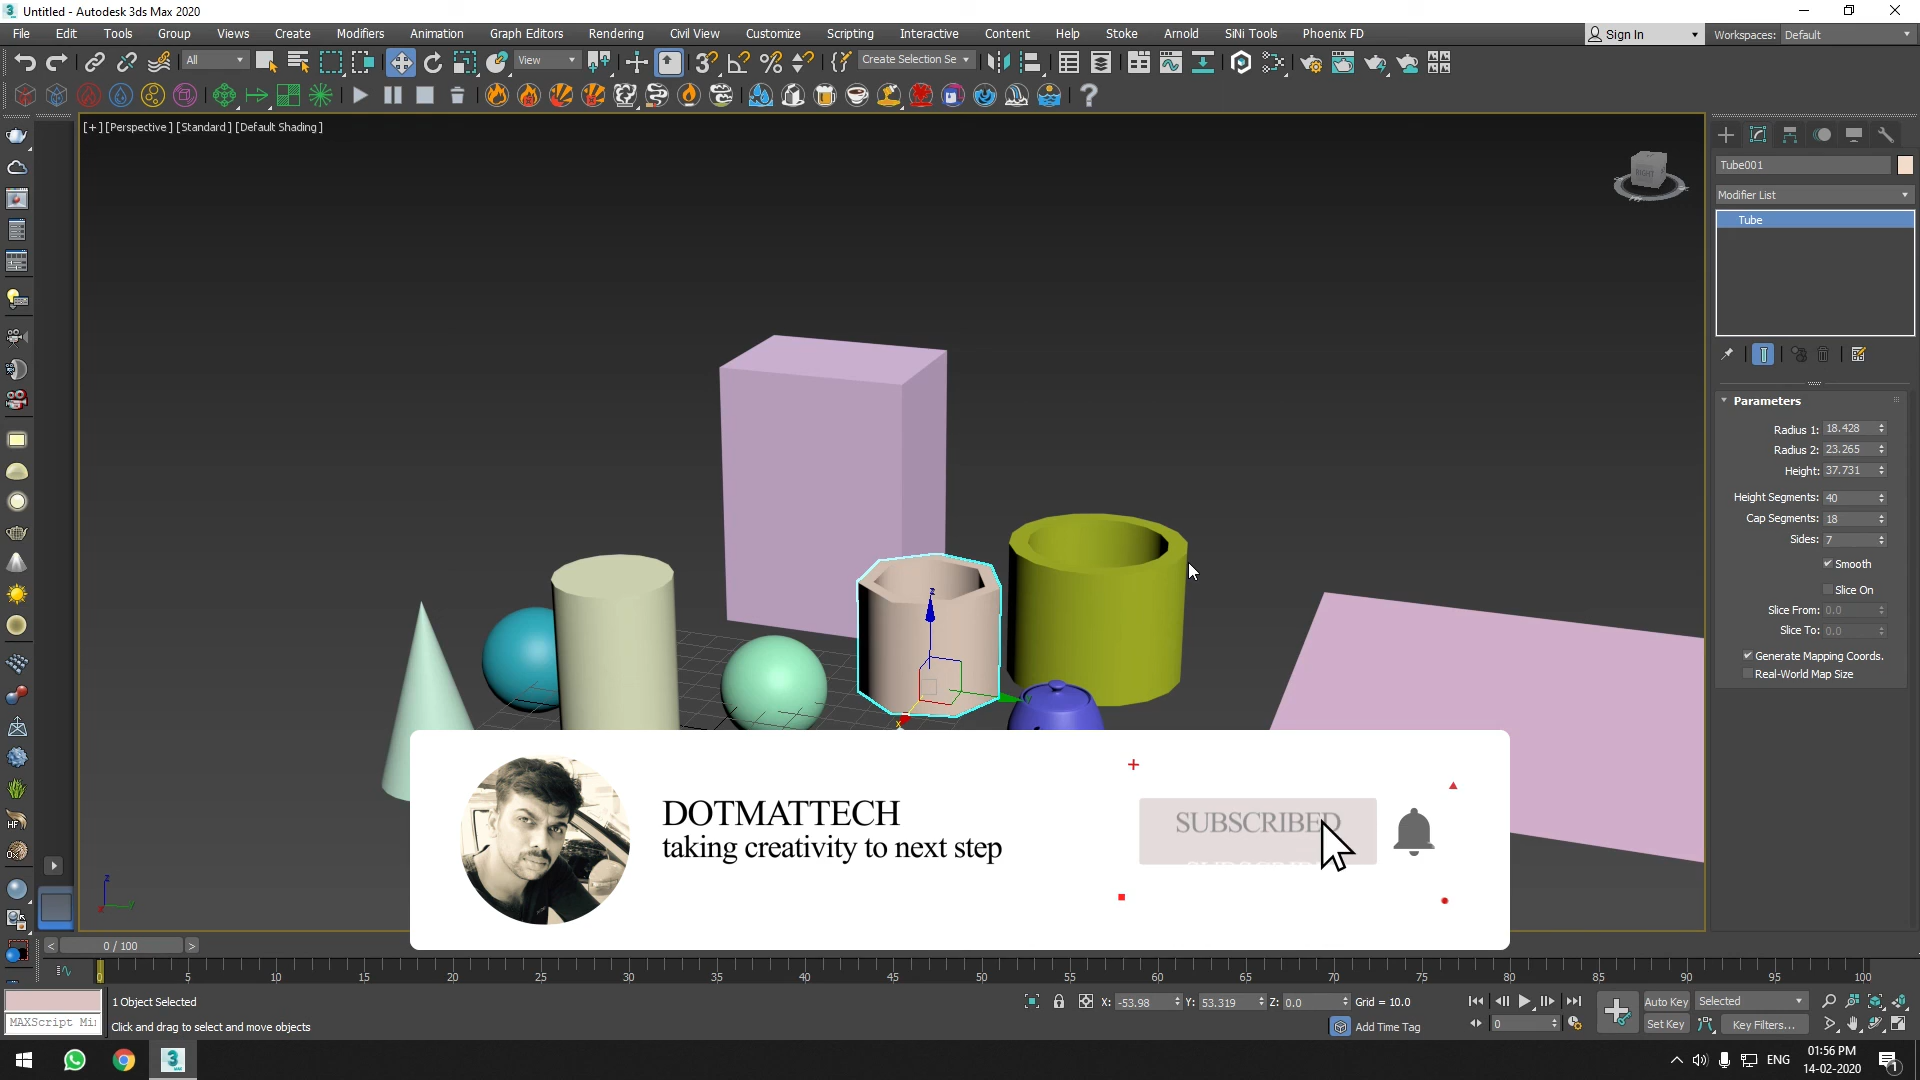 Untitled - Autodesk 3ds Max 2020
File Edit Tools Group Views Create Modifiers Animation Graph Editors Rendering Civil View Customize Scripting Interactive Content Help Stoke Arnold SiNi Tools Phoenix FD
Sign In
Workspaces: Default
All
View
Create Selection Se
[+] [Perspective] [Standard] [Default Shading]
RIGHT
Tube001
Modifier List
Tube
Parameters
Radius 1: 18.428
Radius 2: 23.265
Height: 37.731
Height Segments: 40
Cap Segments: 18
Sides: 7
Smooth
Slice On
Slice From: 0.0
Slice To: 0.0
Generate Mapping Coords.
Real-World Map Size
z
x
DOTMATTECH
taking creativity to next step
SUBSCRIBED
z
0 / 100
0 5 10 15 20 25 30 35 40 45 50 55 60 65 70 75 80 85 90 95 100
1 Object Selected
X: -53.98 Y: 53.319 Z: 0.0 Grid = 10.0
Auto Key Selected
MAXScript Mi
Click and drag to select and move objects
Add Time Tag
0
Set Key Key Filters...
ENG
01:56 PM
14-02-2020
1